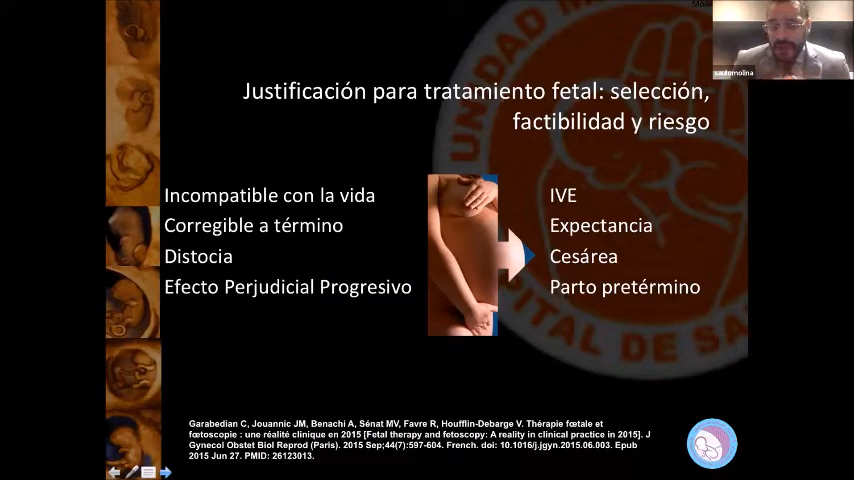 Justificación para tratamiento fetal: selección,
factibilidad y riesgo
saulomolina
Incompatible con la vida
Corregible a término
Distocia
Efecto Perjudicial Progresivo
IVE
Expectancia
Cesárea
Parto pretérmino
Garabedian C, Jouannic JM, Benachi A, Sénat MV, Favre R, Houfflin-Debarge V. Thérapie fœtale et
fœtoscopie : une réalité clinique en 2015 [Fetal therapy and fetoscopy: A reality in clinical practice in 2015]. J
Gynecol Obstet Biol Reprod (Paris). 2015 Sep;44(7):597-604. French. doi: 10.1016/j.jgyn.2015.06.003. Epub
2015 Jun 27. PMID: 26123013.